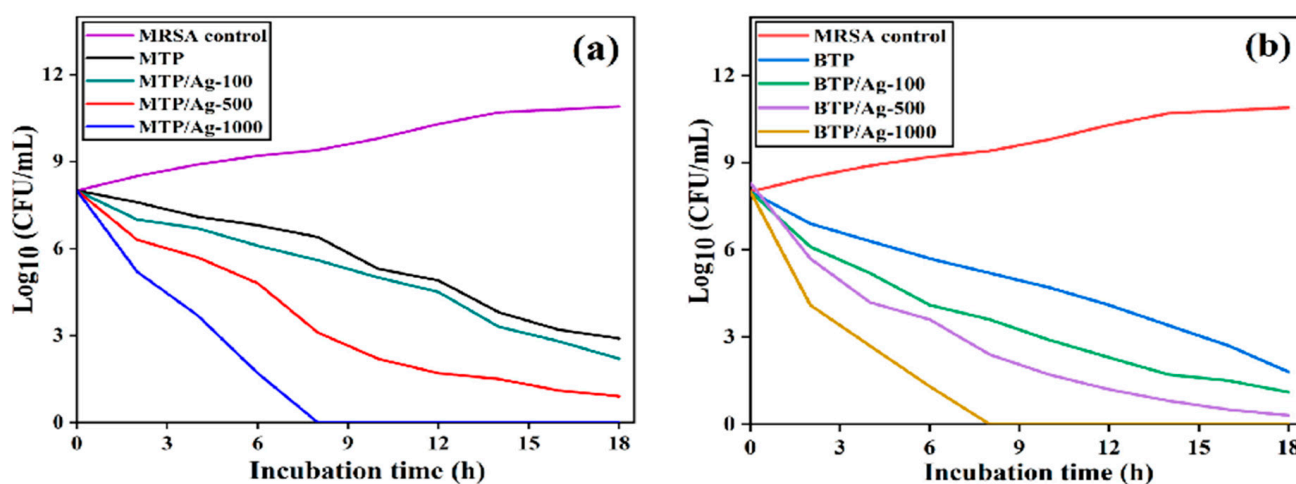 (a)
MRSA control
MTP
MTP/Ag-100
MTP/Ag-500
MTP/Ag-1000
Log10 (CFU/mL)
12
9
6
3
0
0 3 6 9 12 15 18
Incubation time (h)
(b)
MRSA control
BTP
BTP/Ag-100
BTP/Ag-500
BTP/Ag-1000
Log10 (CFU/mL)
12
9
6
3
0
0 3 6 9 12 15 18
Incubation time (h)